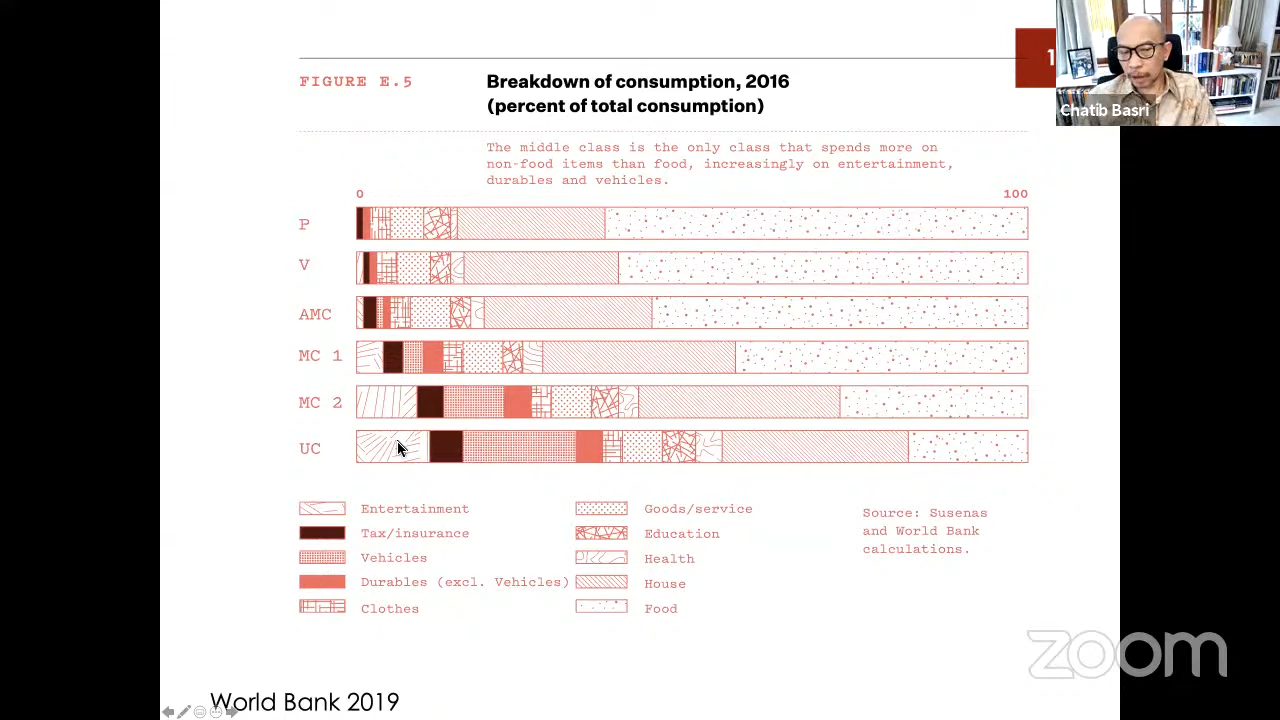 1
Chatib Basri
FIGURE E.5
Breakdown of consumption, 2016
(percent of total consumption)
The middle class is the only class that spends more on
non-food items than food, increasingly on entertainment,
durables and vehicles.
0 100
P
V
AMC
MC 1
MC 2
UC
Entertainment
Tax/insurance
Vehicles
Durables (excl. Vehicles)
Clothes
Goods/service
Education
Health
House
Food
Source: Susenas
and World Bank
calculations.
zoom
World Bank 2019